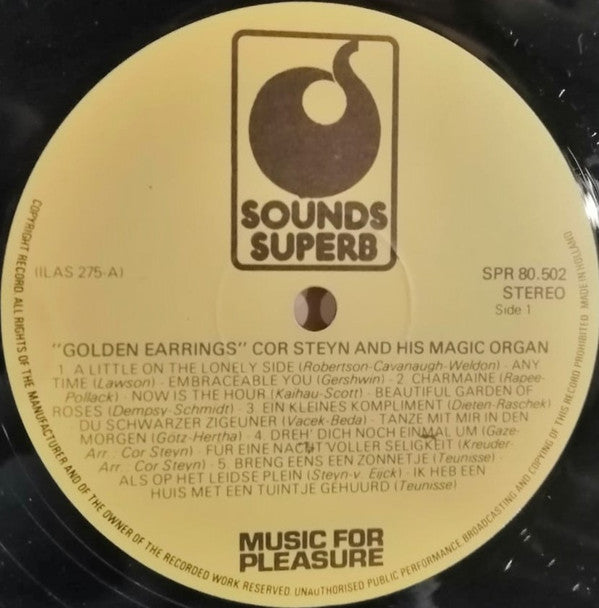 SOUNDS
SUPERB
(ILAS 275-A)
SPR 80.502
STEREO
Side 1
"GOLDEN EARRINGS" COR STEYN AND HIS MAGIC ORGAN
1. A LITTLE ON THE LONELY SIDE (Robertson-Cavanaugh-Weldon) - ANY
TIME (Lawson) - EMBRACEABLE YOU (Gershwin) - 2. CHARMAINE (Rapee-
Pollack) - NOW IS THE HOUR (Kaihau-Scott) - BEAUTIFUL GARDEN OF
ROSES (Dempsy-Schmidt) - 3. EIN KLEINES KOMPLIMENT (Dieten-Raschek)
- DU SCHWARZER ZIGEUNER (Vacek-Beda) - TANZE MIT MIR IN DEN
MORGEN (Götz-Hertha) - 4. DREH' DICH NOCH EINMAL UM (Gaze-
Arr.: Cor Steyn) - FUR EINE NACHT VOLLER SELIGKEIT (Kreuder-
Arr.: Cor Steyn) - 5. BRENG EENS EEN ZONNETJE (Teunisse) -
ALS OP HET LEIDSE PLEIN (Steyn-v. Eijck) - IK HEB EEN
HUIS MET EEN TUINTJE GEHUURD (Teunisse)
MUSIC FOR
PLEASURE
COPYRIGHT RECORD. ALL RIGHTS OF THE MANUFACTURER AND OF THE OWNER OF THE RECORDED WORK RESERVED. UNAUTHORISED PUBLIC PERFORMANCE, BROADCASTING AND COPYING OF THIS RECORD PROHIBITED. MADE IN HOLLAND